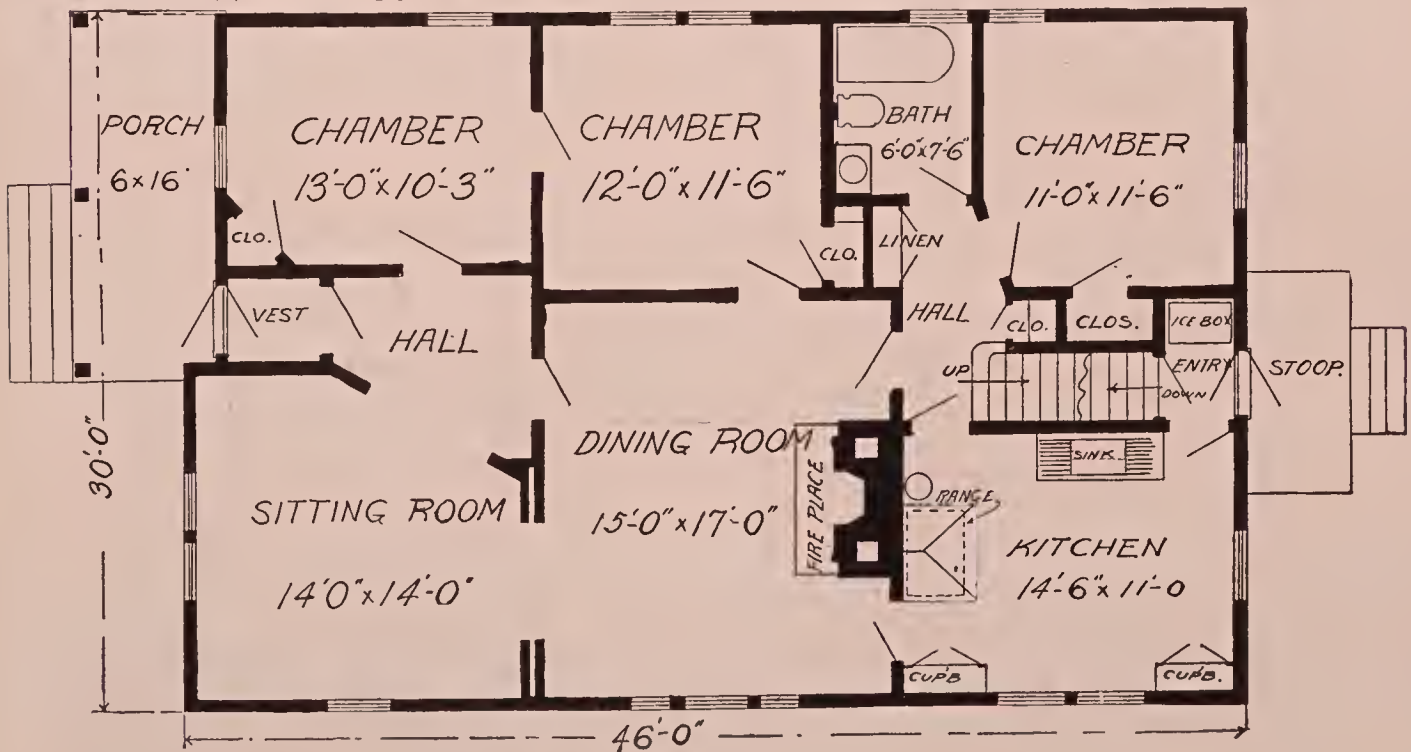 PORCH
6x16'
CHAMBER
13'-0" x 10'-3"
CHAMBER
12'-0" x 11'-6"
BATH
6'-0"x7'-6"
CHAMBER
11'-0" x 11'-6"
CLO.
CLO.
LINEN
VEST
HALL
HALL
CLO.
CLOS.
ICE BOX
UP
DOWN
ENTRY
STOOP.
30'-0"
SITTING ROOM
14'0" x 14'-0"
DINING ROOM
15'-0" x 17'-0"
FIRE PLACE
SINK.
RANGE
KITCHEN
14'-6" x 11'-0
CUPB
CUPB.
46'-0"